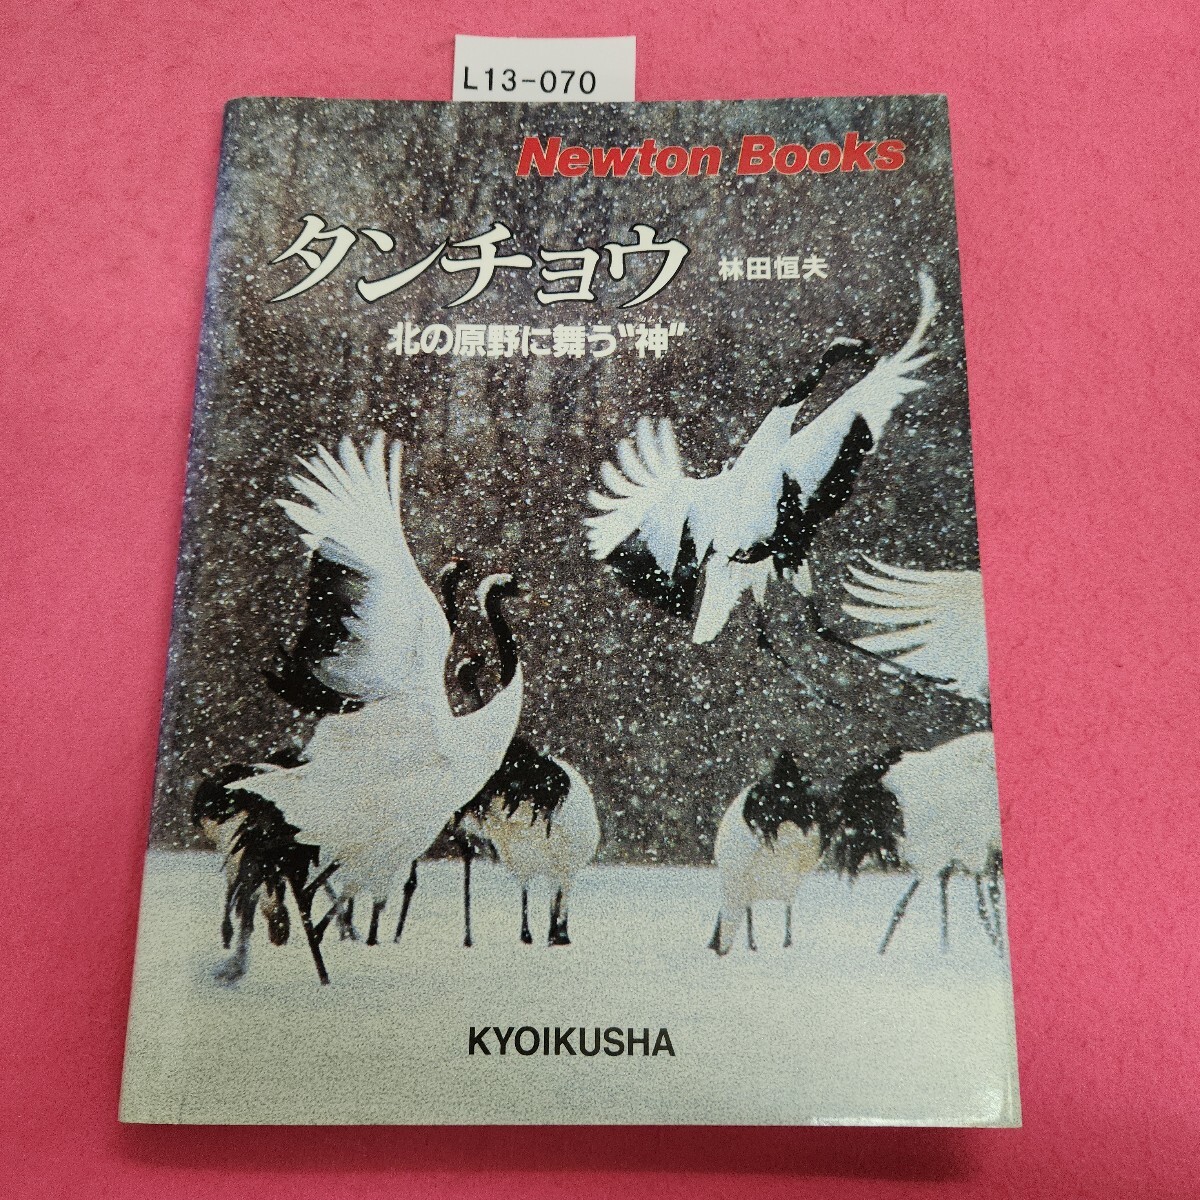 L13-070
Newton Books
タンチョウ
林田恒夫
北の原野に舞う“神”
KYOIKUSHA